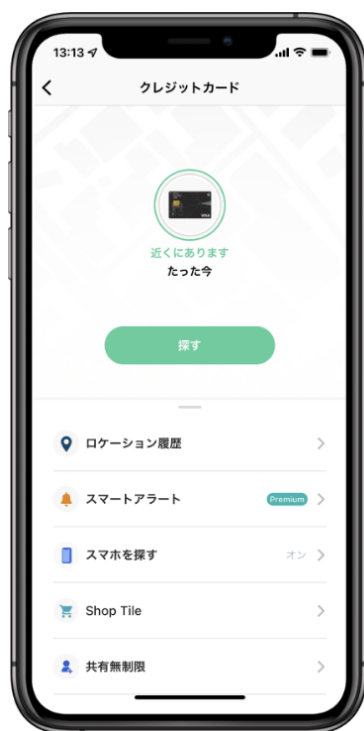 13:13
クレジットカード
VISA
近くにあります
たった今
探す
ロケーション履歴
スマートアラート Premium
スマホを探す オン
Shop Tile
共有無制限